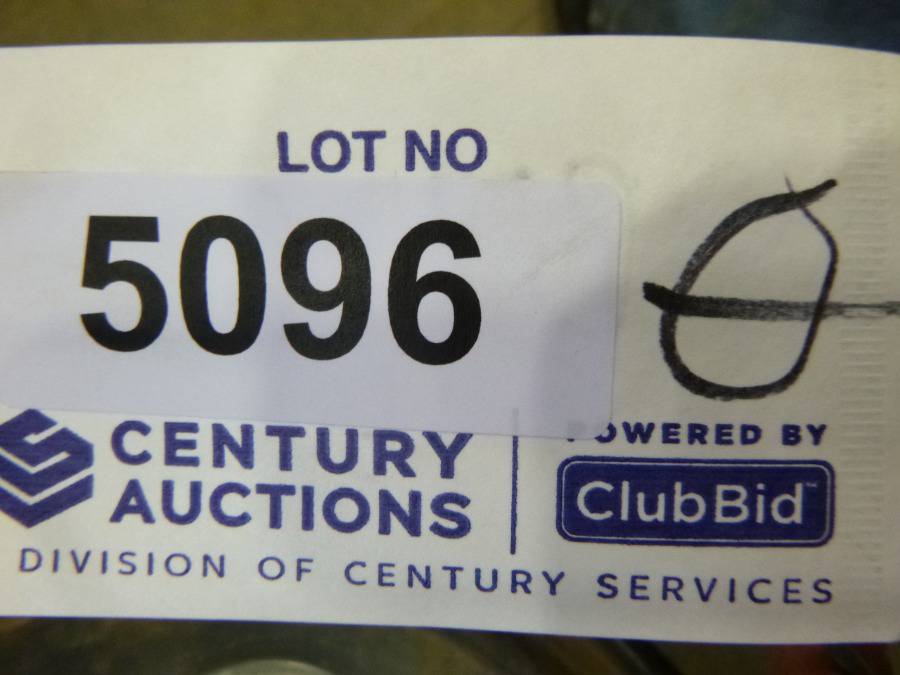 LOT NO
5096
CENTURY
AUCTIONS
POWERED BY
ClubBid™
DIVISION OF CENTURY SERVICES